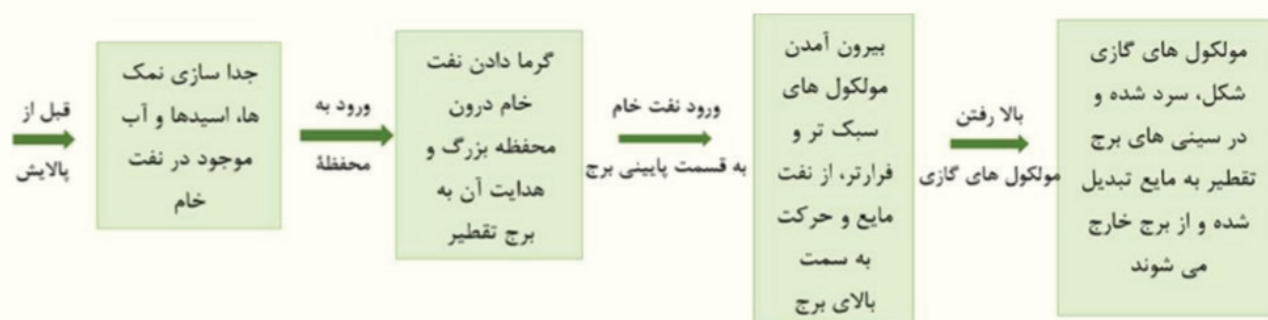 قبل از
پالایش
جدا سازی نمک
ها، اسیدها و آب
موجود در نفت
خام
ورود به
محفظهٔ
گرما دادن نفت
خام درون
محفظه بزرگ و
هدایت آن به
برج تقطیر
ورود نفت خام
به قسمت پایینی برج
بیرون آمدن
مولکول های
سبک تر و
فرارتر، از نفت
مایع و حرکت
به سمت
بالای برج
بالا رفتن
مولکول های گازی
مولکول های گازی
شکل، سرد شده و
در سینی های برج
تقطیر به مایع تبدیل
شده و از برج خارج
می شوند